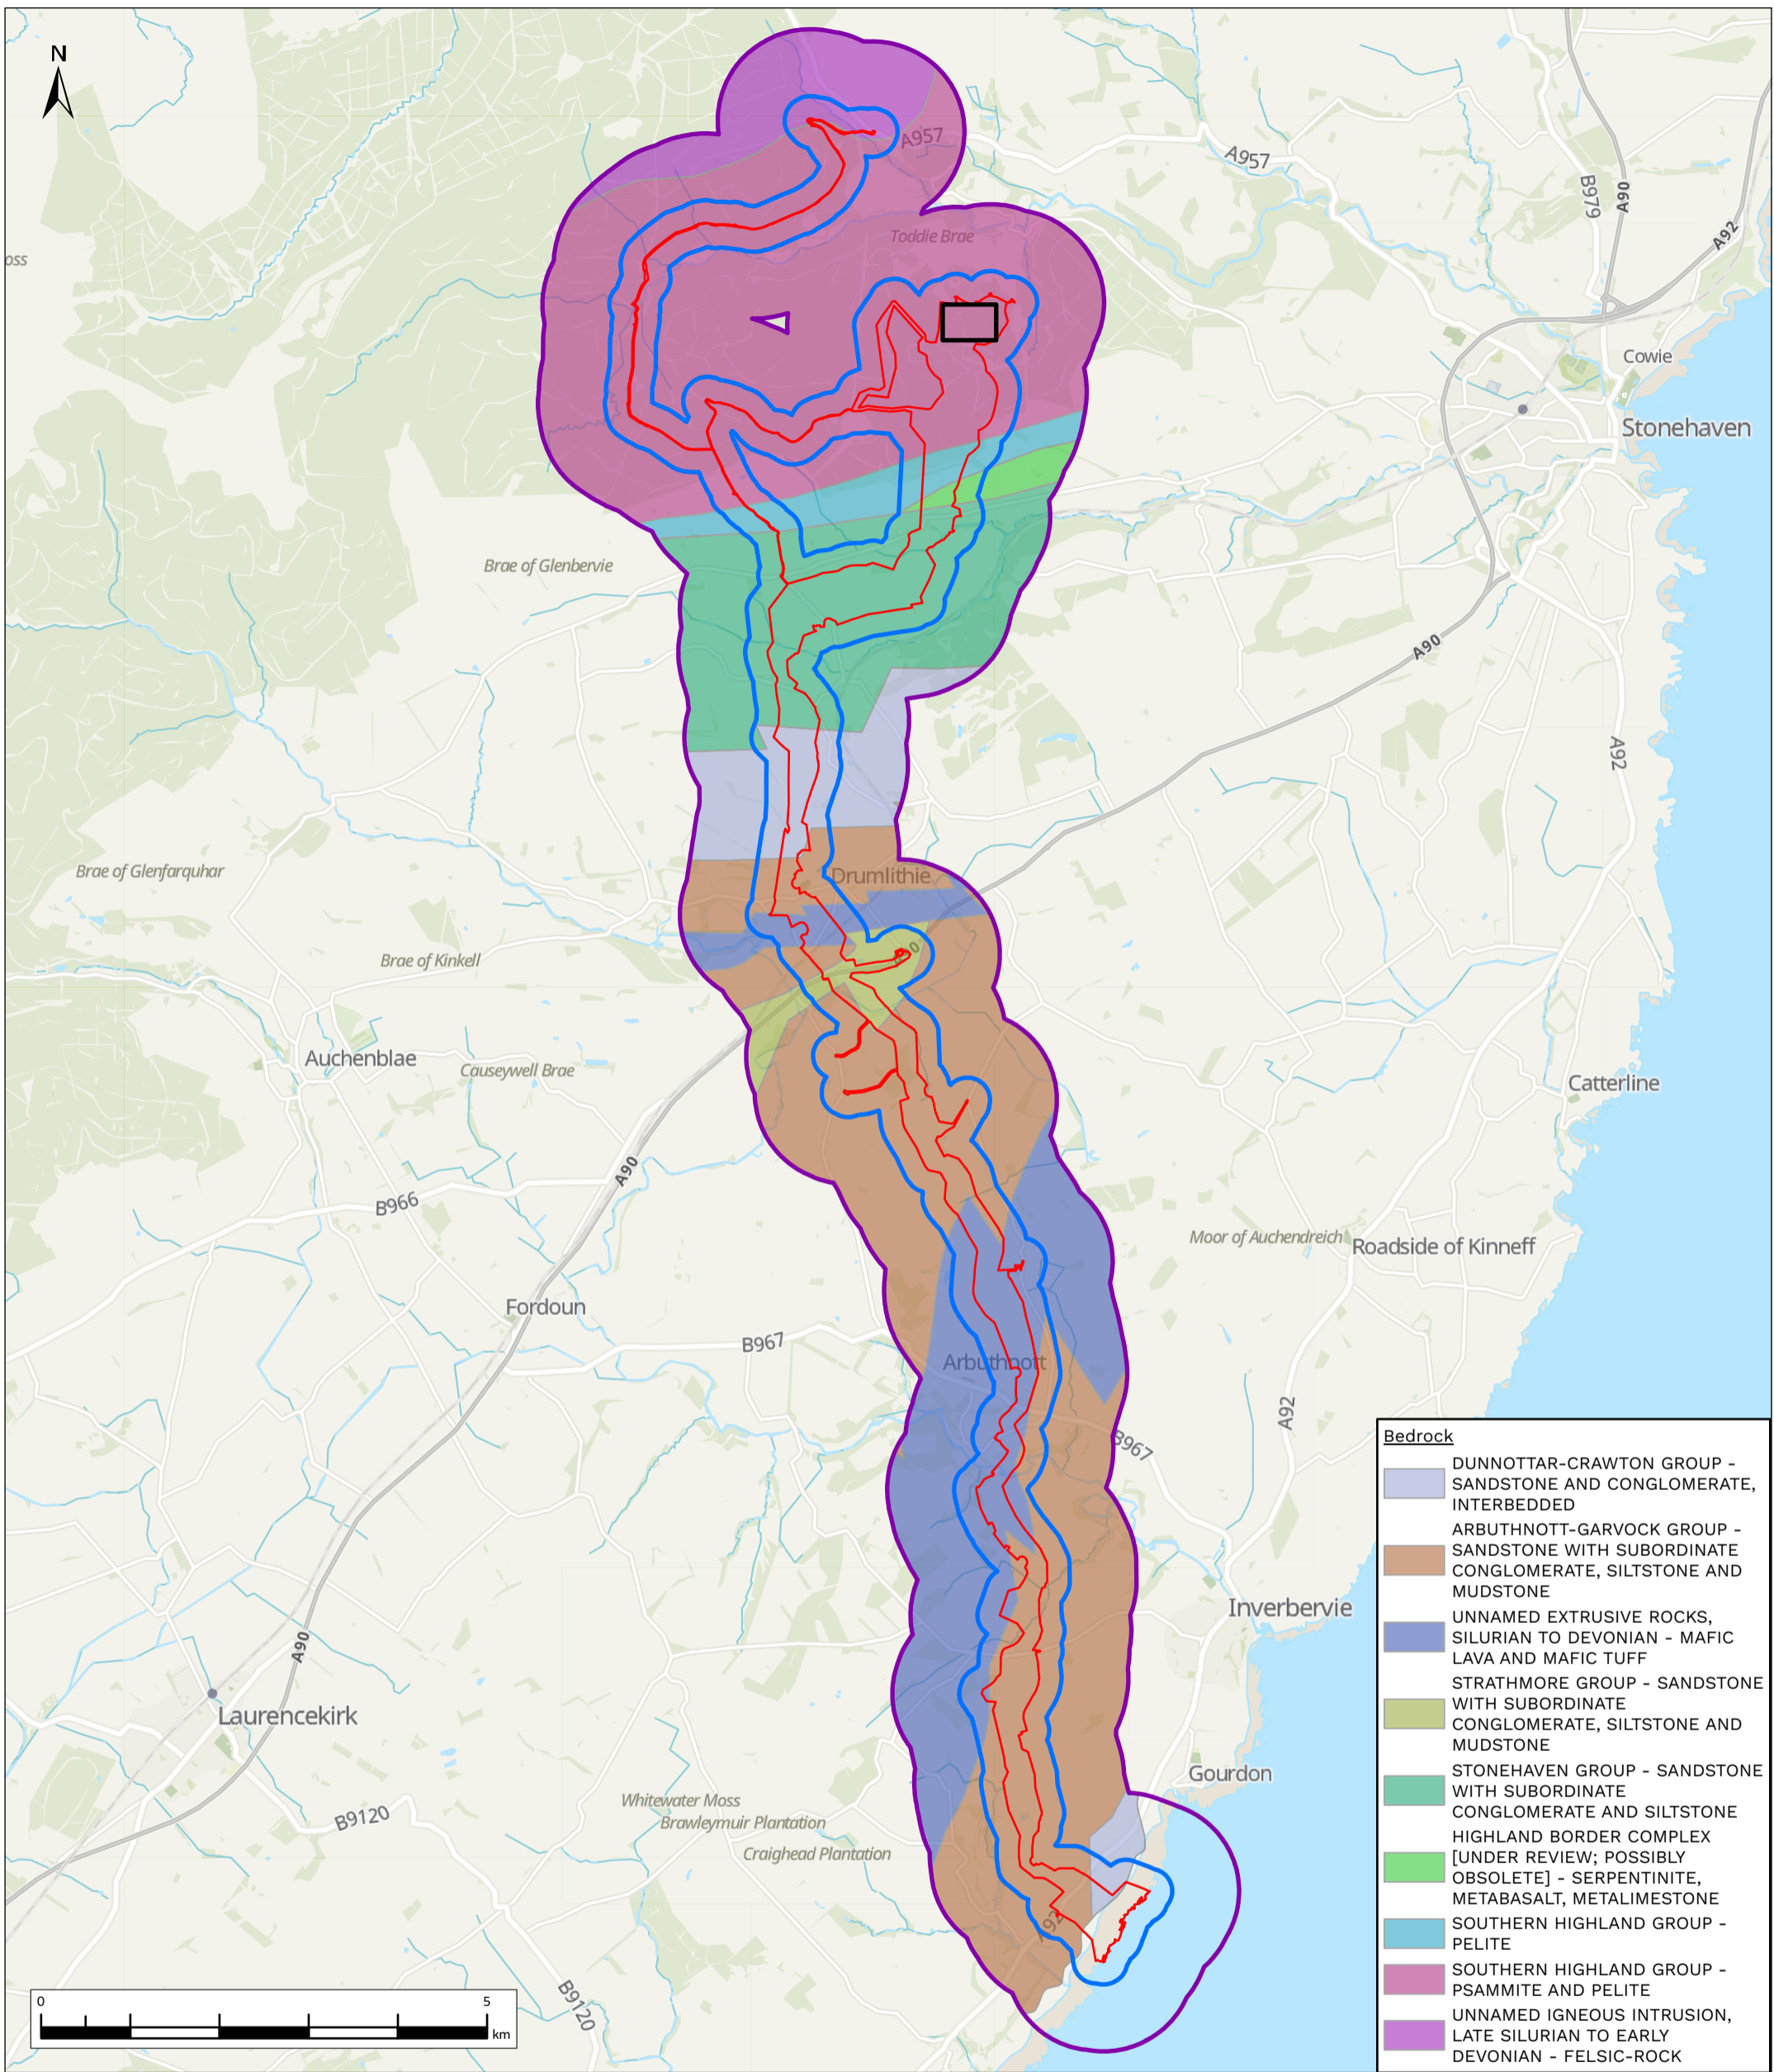 N
A957
A957
B979
A90
A92
Toddie Brae
oss
Cowie
Stonehaven
Brae of Glenbervie
A90
A92
Brae of Glenfarquhar
Drumlithie
Brae of Kinkell
Auchenblae
Causeywell Brae
Catterline
A90
B966
Moor of Auchendreich
Roadside of Kinneff
Fordoun
B967
Arbuthnott
A92
B967
Inverbervie
A90
Laurencekirk
Gourdon
Whitewater Moss
Brawleymuir Plantation
Craighead Plantation
B9120
B9120
0 5
km
Bedrock
DUNNOTTAR-CRAWTON GROUP -
SANDSTONE AND CONGLOMERATE,
INTERBEDDED
ARBUTHNOTT-GARVOCK GROUP -
SANDSTONE WITH SUBORDINATE
CONGLOMERATE, SILTSTONE AND
MUDSTONE
UNNAMED EXTRUSIVE ROCKS,
SILURIAN TO DEVONIAN - MAFIC
LAVA AND MAFIC TUFF
STRATHMORE GROUP - SANDSTONE
WITH SUBORDINATE
CONGLOMERATE, SILTSTONE AND
MUDSTONE
STONEHAVEN GROUP - SANDSTONE
WITH SUBORDINATE
CONGLOMERATE AND SILTSTONE
HIGHLAND BORDER COMPLEX
[UNDER REVIEW; POSSIBLY
OBSOLETE] - SERPENTINITE,
METABASALT, METALIMESTONE
SOUTHERN HIGHLAND GROUP -
PELITE
SOUTHERN HIGHLAND GROUP -
PSAMMITE AND PELITE
UNNAMED IGNEOUS INTRUSION,
LATE SILURIAN TO EARLY
DEVONIAN - FELSIC-ROCK